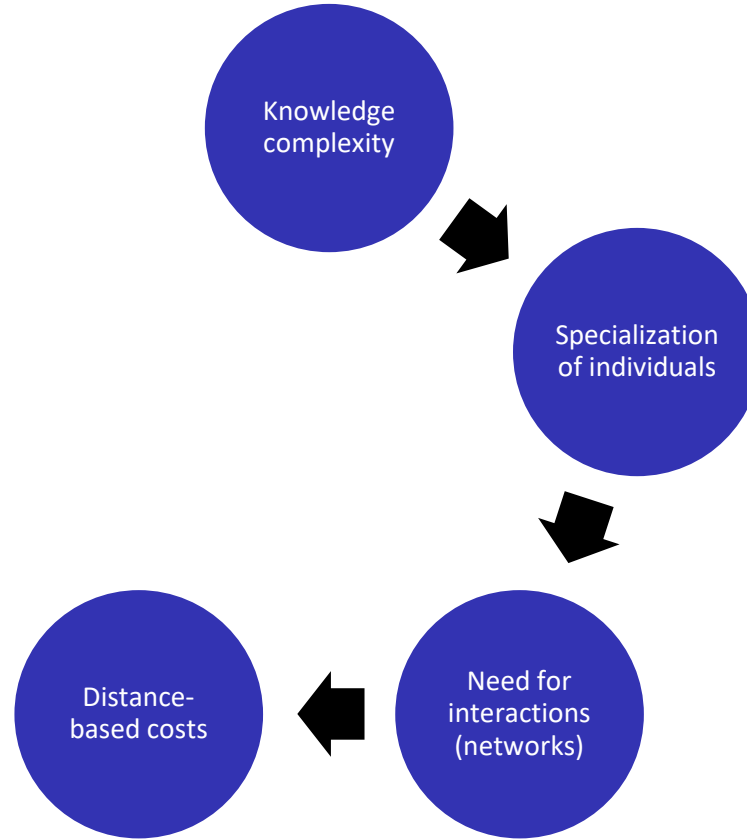 Knowledge
complexity
Specialization
of individuals
Need for
interactions
(networks)
Distance-
based costs